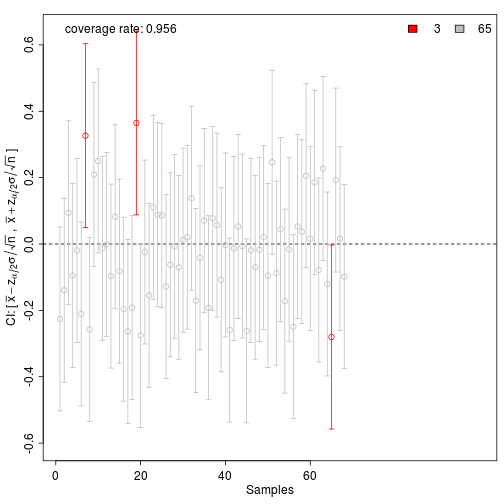 coverage rate: 0.956
3 65
CI: [ x̅ − z_{α/2}σ/√n , x̅ + z_{α/2}σ/√n ]
0.6
0.4
0.2
0.0
-0.2
-0.4
-0.6
0 20 40 60
Samples